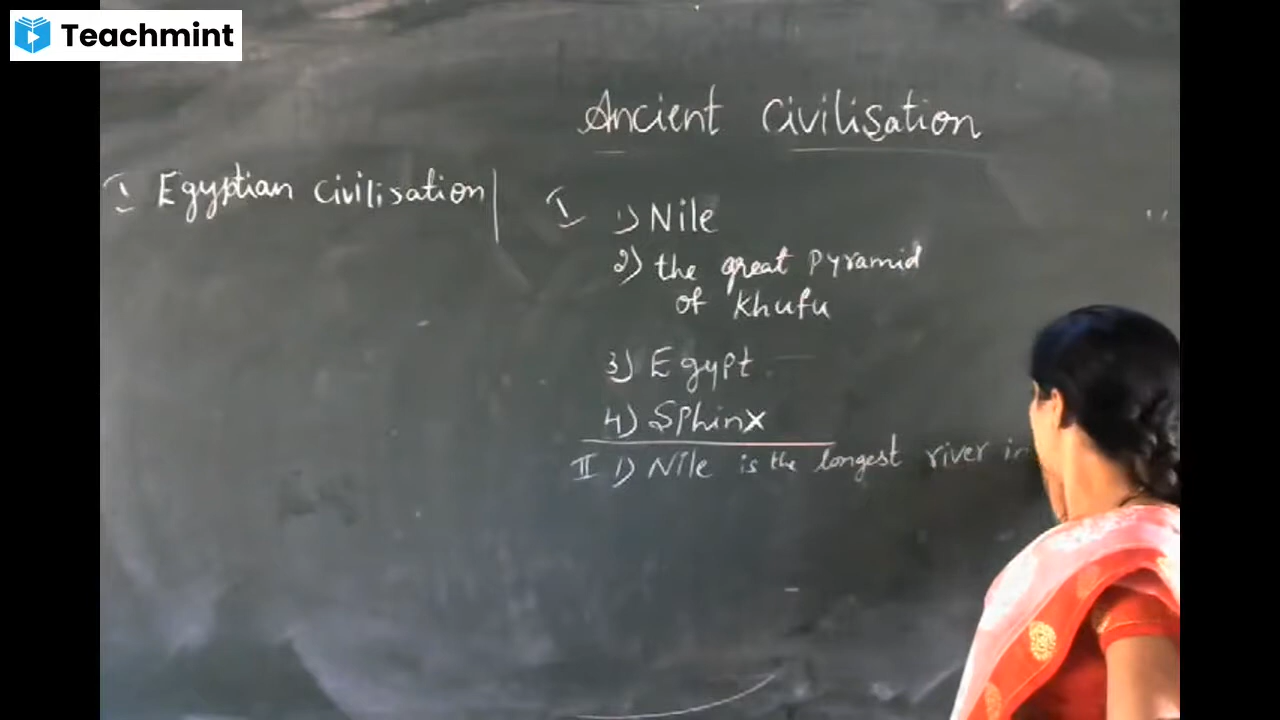 Teachmint
Ancient Civilisation
I Egyptian Civilisation
I 1) Nile
2) the great Pyramid
of Khufu
3) Egypt
4) Sphinx
II 1) Nile is the longest river in